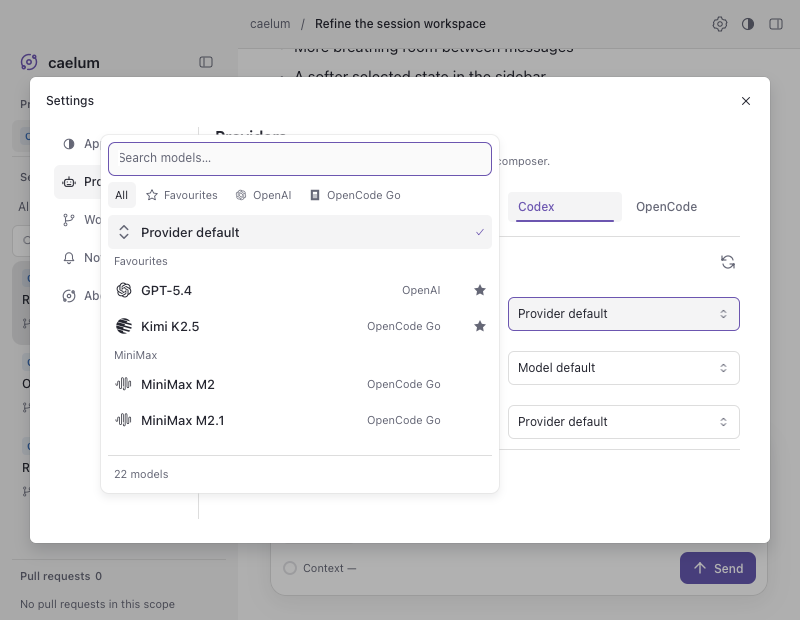 caelum / Refine the session workspace
caelum
More breathing room between messages
A softer selected state in the sidebar
Settings
Providers
composer.
Search models...
All
Favourites
OpenAI
OpenCode Go
Codex
OpenCode
Provider default
Favourites
GPT-5.4
OpenAI
Kimi K2.5
OpenCode Go
MiniMax
MiniMax M2
OpenCode Go
MiniMax M2.1
OpenCode Go
22 models
Provider default
Model default
Provider default
Context —
Send
Pull requests 0
No pull requests in this scope